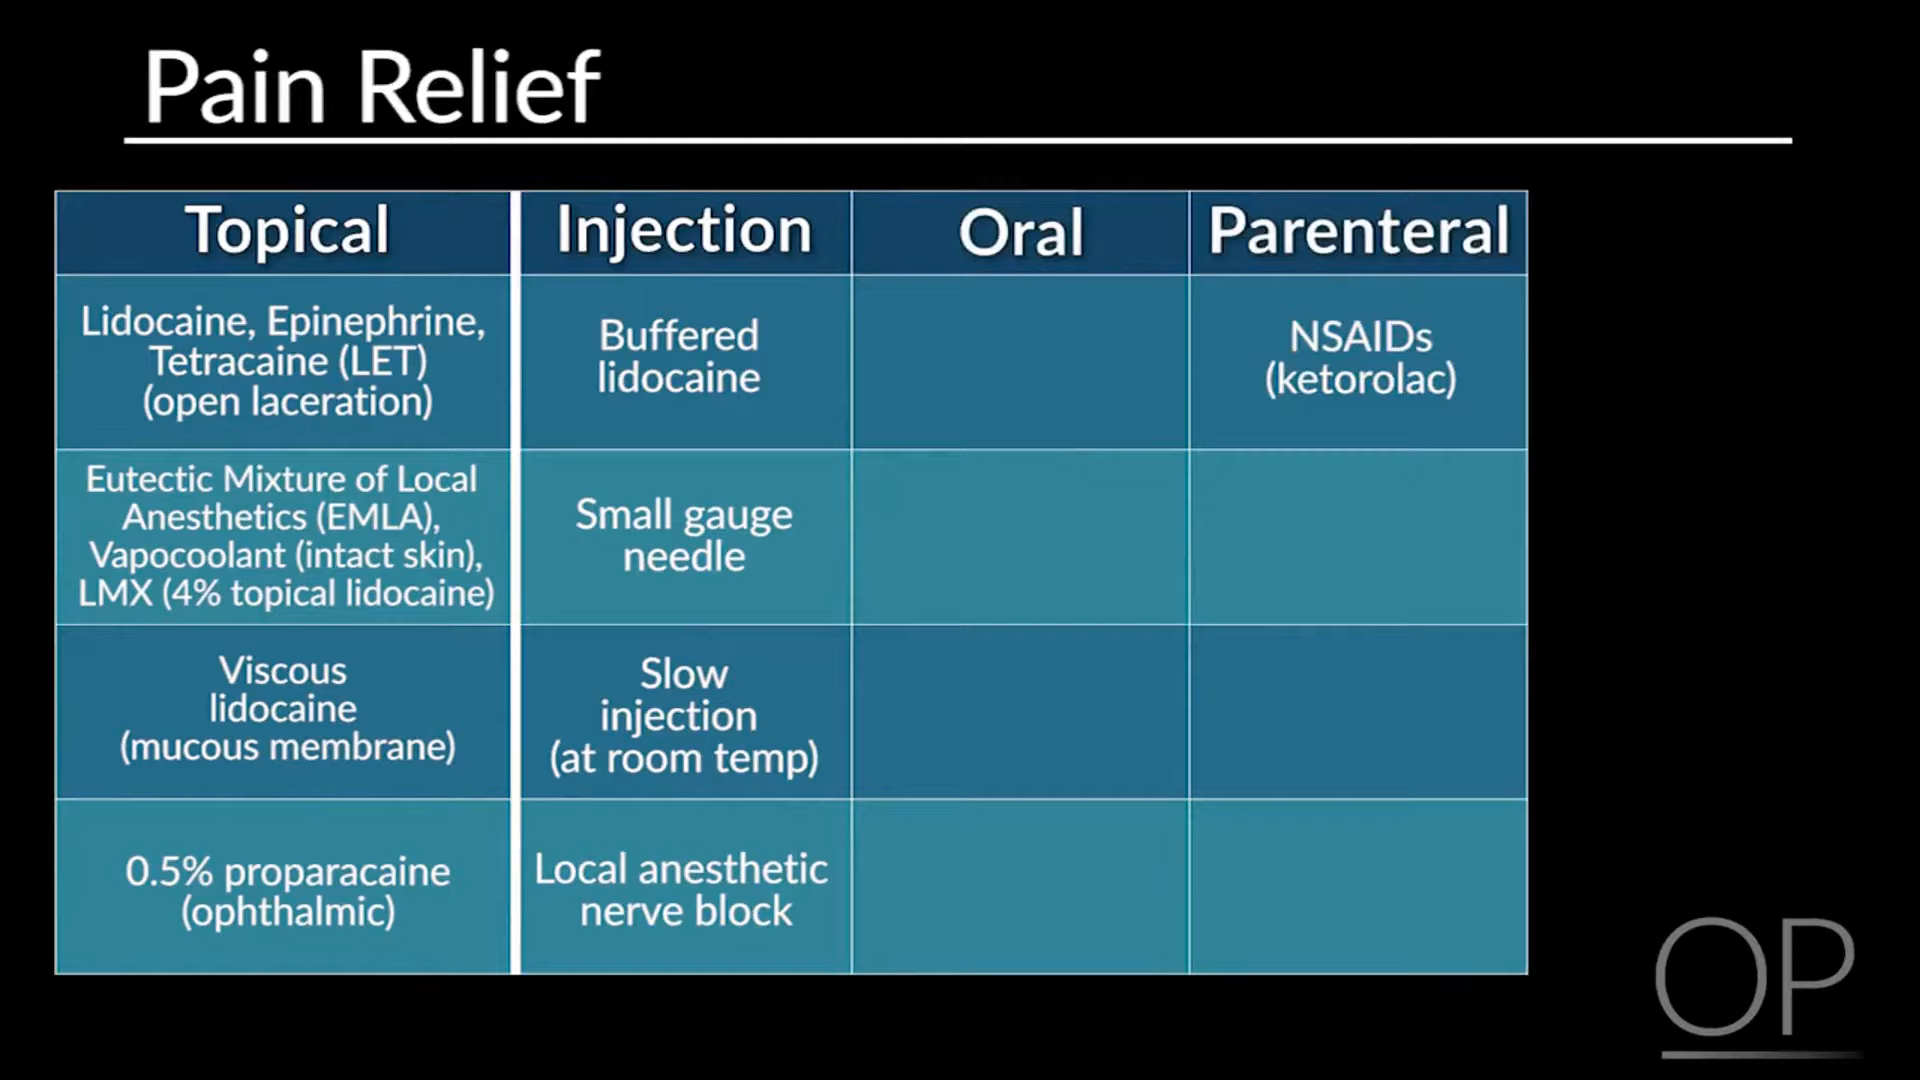 Pain Relief
Topical
Injection
Oral
Parenteral
Lidocaine, Epinephrine,
Tetracaine (LET)
(open laceration)
Buffered
lidocaine
NSAIDs
(ketorolac)
Eutectic Mixture of Local
Anesthetics (EMLA),
Vapocoolant (intact skin),
LMX (4% topical lidocaine)
Small gauge
needle
Viscous
lidocaine
(mucous membrane)
Slow
injection
(at room temp)
0.5% proparacaine
(ophthalmic)
Local anesthetic
nerve block
OP